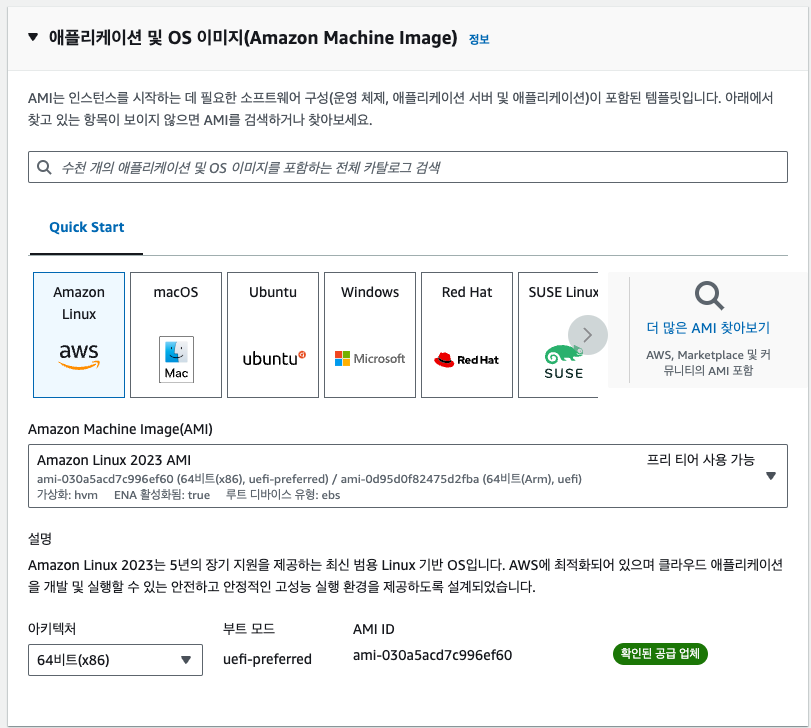 애플리케이션 및 OS 이미지(Amazon Machine Image) 정보
AMI는 인스턴스를 시작하는 데 필요한 소프트웨어 구성(운영 체제, 애플리케이션 서버 및 애플리케이션)이 포함된 템플릿입니다. 아래에서
찾고 있는 항목이 보이지 않으면 AMI를 검색하거나 찾아보세요.
수천 개의 애플리케이션 및 OS 이미지를 포함하는 전체 카탈로그 검색
Quick Start
Amazon
Linux
aws
macOS
Mac
Ubuntu
ubuntu
Windows
Microsoft
Red Hat
Red Hat
SUSE Linux
SUSE
더 많은 AMI 찾아보기
AWS, Marketplace 및 커
뮤니티의 AMI 포함
Amazon Machine Image(AMI)
Amazon Linux 2023 AMI 프리 티어 사용 가능
ami-030a5acd7c996ef60 (64비트(x86), uefi-preferred) / ami-0d95d0f82475d2fba (64비트(Arm), uefi)
가상화: hvm ENA 활성화됨: true 루트 디바이스 유형: ebs
설명
Amazon Linux 2023는 5년의 장기 지원을 제공하는 최신 범용 Linux 기반 OS입니다. AWS에 최적화되어 있으며 클라우드 애플리케이션
을 개발 및 실행할 수 있는 안전하고 안정적인 고성능 실행 환경을 제공하도록 설계되었습니다.
아키텍처 부트 모드 AMI ID
64비트(x86) uefi-preferred ami-030a5acd7c996ef60 확인된 공급 업체